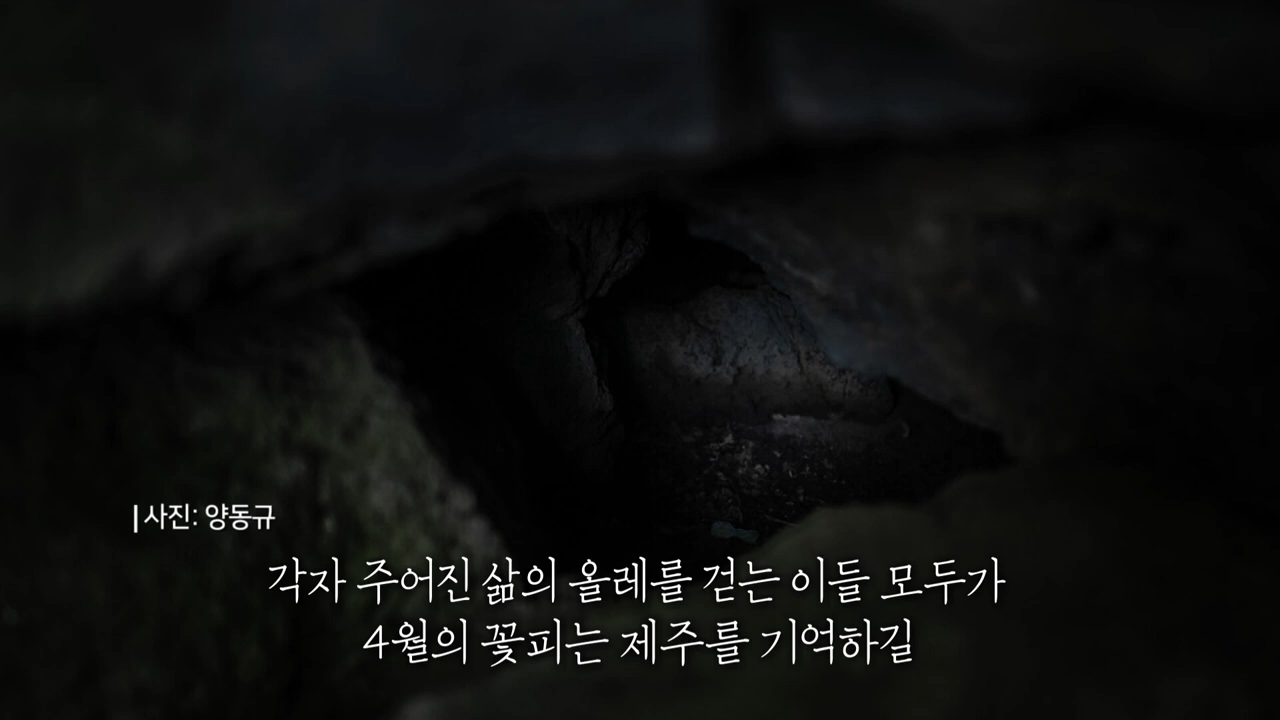 |사진: 양동규
각자 주어진 삶의 올레를 걷는 이들 모두가
4월의 꽃피는 제주를 기억하길